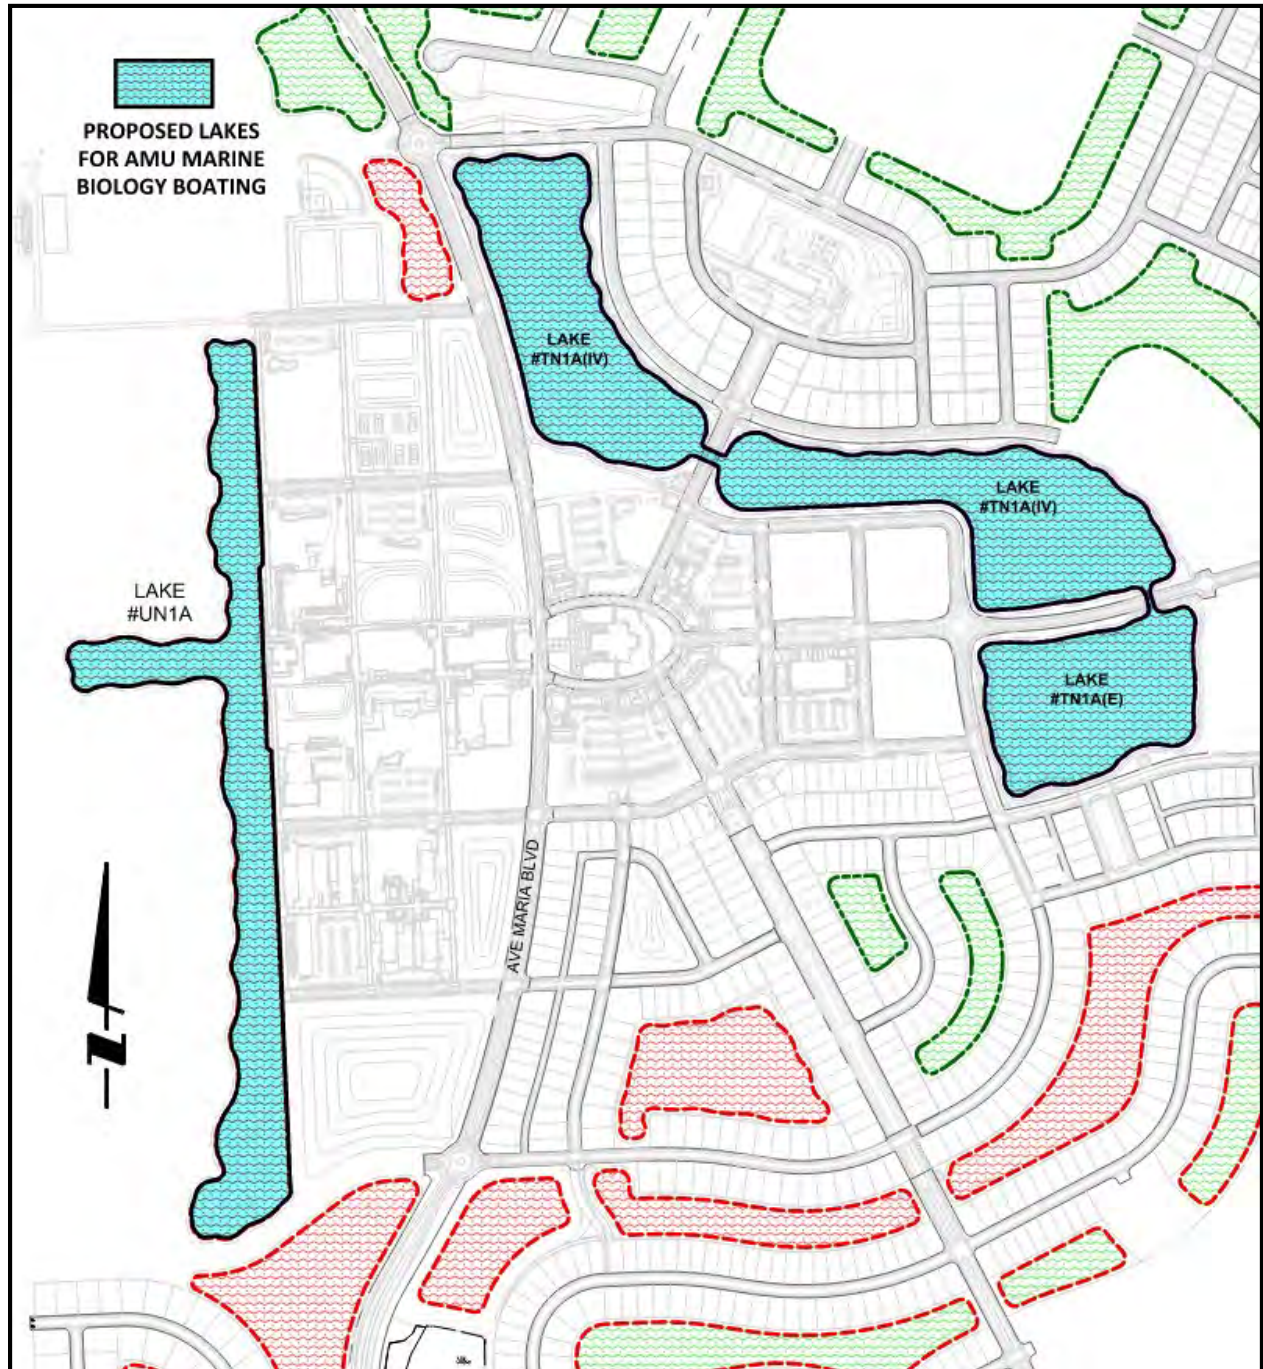 PROPOSED LAKES
FOR AMU MARINE
BIOLOGY BOATING
LAKE
#TN1A(IV)
LAKE
#TN1A(IV)
LAKE
#UN1A
LAKE
#TN1A(E)
AVE MARIA BLVD
N